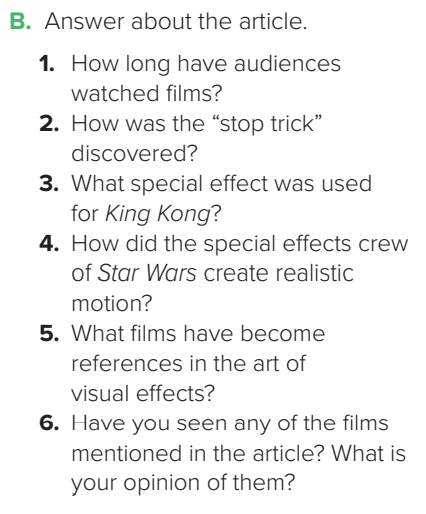 B. Answer about the article.
1. How long have audiences
watched films?
2. How was the “stop trick”
discovered?
3. What special effect was used
for King Kong?
4. How did the special effects crew
of Star Wars create realistic
motion?
5. What films have become
references in the art of
visual effects?
6. Have you seen any of the films
mentioned in the article? What is
your opinion of them?